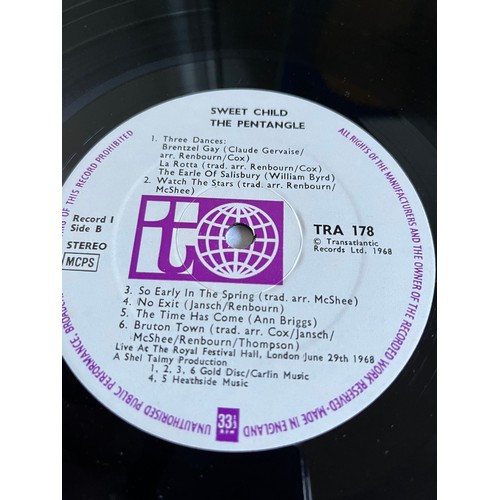 SWEET CHILD
THE PENTANGLE
1. Three Dances:
Brentzel Gay (Claude Gervaise/
arr. Renbourn/Cox)
La Rotta (trad. arr. Renbourn/Cox)
The Earle Of Salisbury (William Byrd)
2. Watch The Stars (trad. arr. Renbourn/
McShee)
Record I
Side B
STEREO
MCPS
t
TRA 178
© Transatlantic
Records Ltd. 1968
3. So Early In The Spring (trad. arr. McShee)
4. No Exit (Jansch/Renbourn)
5. The Time Has Come (Ann Briggs)
6. Bruton Town (trad. arr. Cox/Jansch/
McShee/Renbourn/Thompson)
Live At The Royal Festival Hall, London June 29th 1968
A Shel Talmy Production
1, 2, 3, 6 Gold Disc/Carlin Music
4, 5 Heathside Music
33⅓
ALL RIGHTS OF THE MANUFACTURERS AND THE OWNER OF THE RECORDED WORK RESERVED-MADE IN ENGLAND
UNAUTHORISED PUBLIC PERFORMANCE, BROADC
OF THIS RECORD PROHIBITED